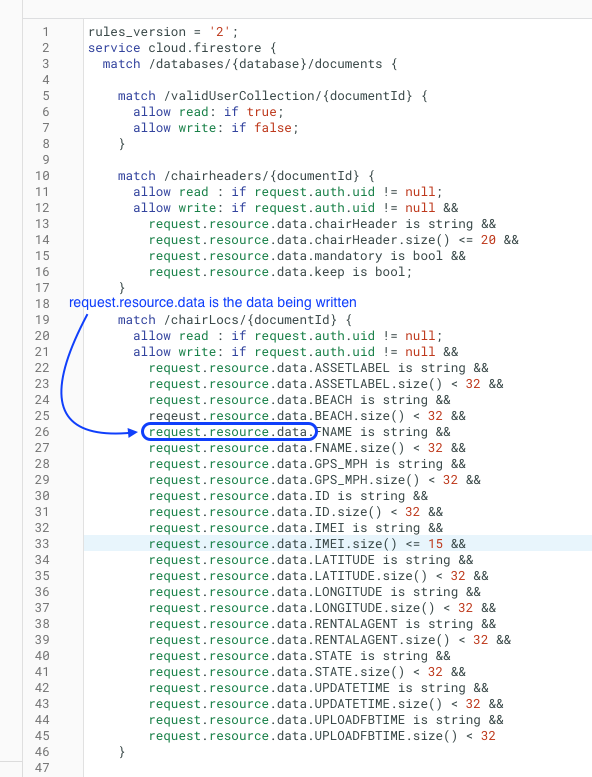 1 rules_version = '2';
2 service cloud.firestore {
3 match /databases/{database}/documents {
4
5 match /validUserCollection/{documentId} {
6 allow read: if true;
7 allow write: if false;
8 }
9
10 match /chairheaders/{documentId} {
11 allow read : if request.auth.uid != null;
12 allow write: if request.auth.uid != null &&
13 request.resource.data.chairHeader is string &&
14 request.resource.data.chairHeader.size() <= 20 &&
15 request.resource.data.mandatory is bool &&
16 request.resource.data.keep is bool;
17 }
18
request.resource.data is the data being written
19 match /chairLocs/{documentId} {
20 allow read : if request.auth.uid != null;
21 allow write: if request.auth.uid != null &&
22 request.resource.data.ASSETLABEL is string &&
23 request.resource.data.ASSETLABEL.size() < 32 &&
24 request.resource.data.BEACH is string &&
25 reqeust.resource.data.BEACH.size() < 32 &&
26 request.resource.data.FNAME is string &&
27 request.resource.data.FNAME.size() < 32 &&
28 request.resource.data.GPS_MPH is string &&
29 request.resource.data.GPS_MPH.size() < 32 &&
30 request.resource.data.ID is string &&
31 request.resource.data.ID.size() < 32 &&
32 request.resource.data.IMEI is string &&
33 request.resource.data.IMEI.size() <= 15 &&
34 request.resource.data.LATITUDE is string &&
35 request.resource.data.LATITUDE.size() < 32 &&
36 request.resource.data.LONGITUDE is string &&
37 request.resource.data.LONGITUDE.size() < 32 &&
38 request.resource.data.RENTALAGENT is string &&
39 request.resource.data.RENTALAGENT.size() < 32 &&
40 request.resource.data.STATE is string &&
41 request.resource.data.STATE.size() < 32 &&
42 request.resource.data.UPDATETIME is string &&
43 request.resource.data.UPDATETIME.size() < 32 &&
44 request.resource.data.UPLOADFBTIME is string &&
45 request.resource.data.UPLOADFBTIME.size() < 32
46 }
47